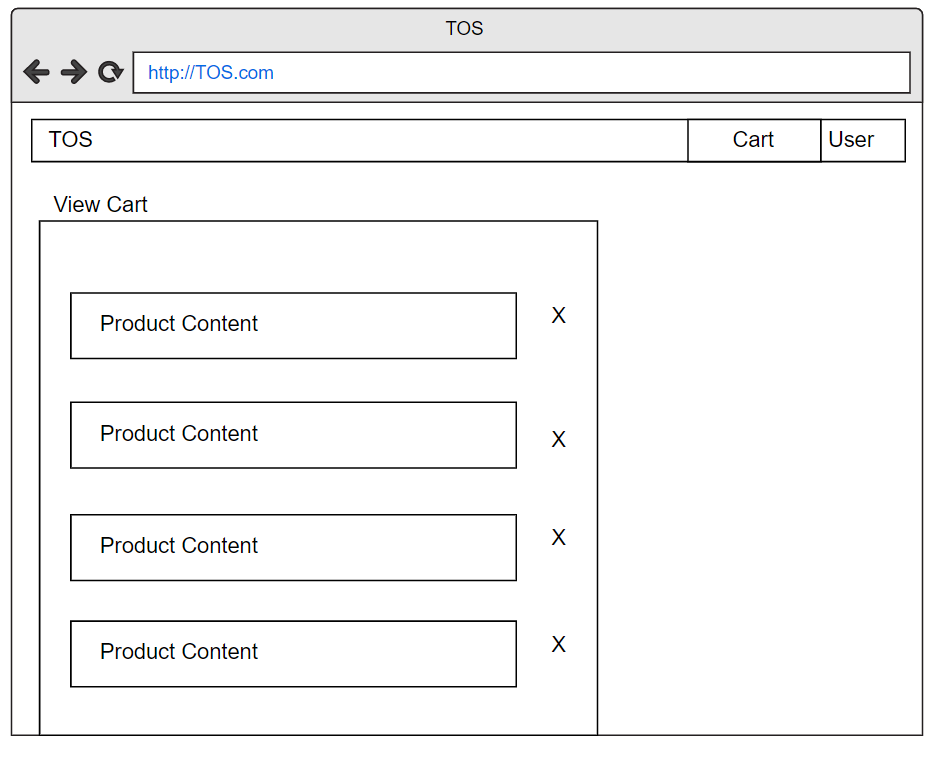 TOS
http://TOS.com
TOS Cart User
View Cart
Product Content X
Product Content X
Product Content X
Product Content X